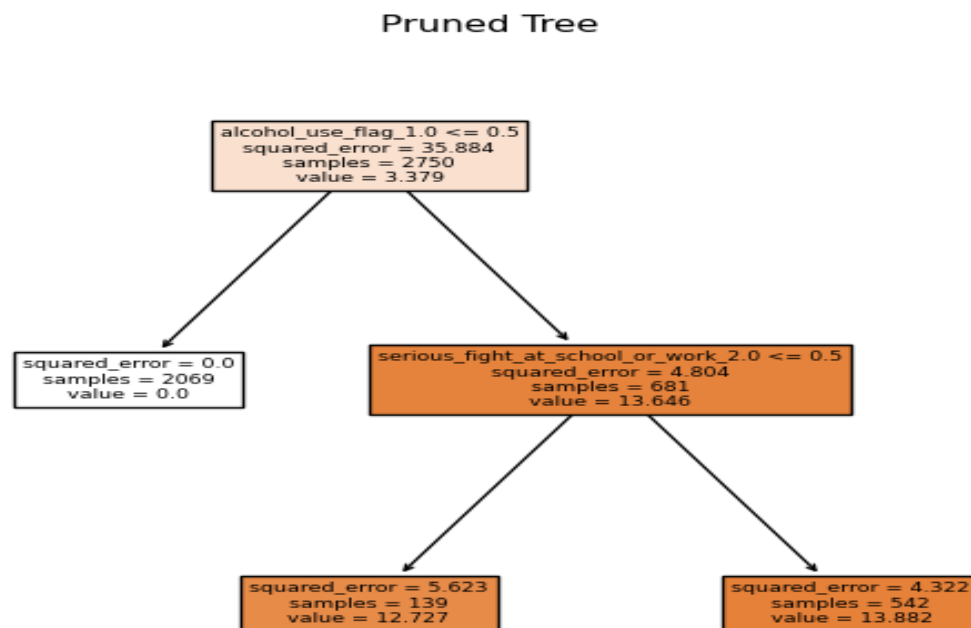 Pruned Tree
alcohol_use_flag_1.0 <= 0.5
squared_error = 35.884
samples = 2750
value = 3.379
squared_error = 0.0
samples = 2069
value = 0.0
serious_fight_at_school_or_work_2.0 <= 0.5
squared_error = 4.804
samples = 681
value = 13.646
squared_error = 5.623
samples = 139
value = 12.727
squared_error = 4.322
samples = 542
value = 13.882